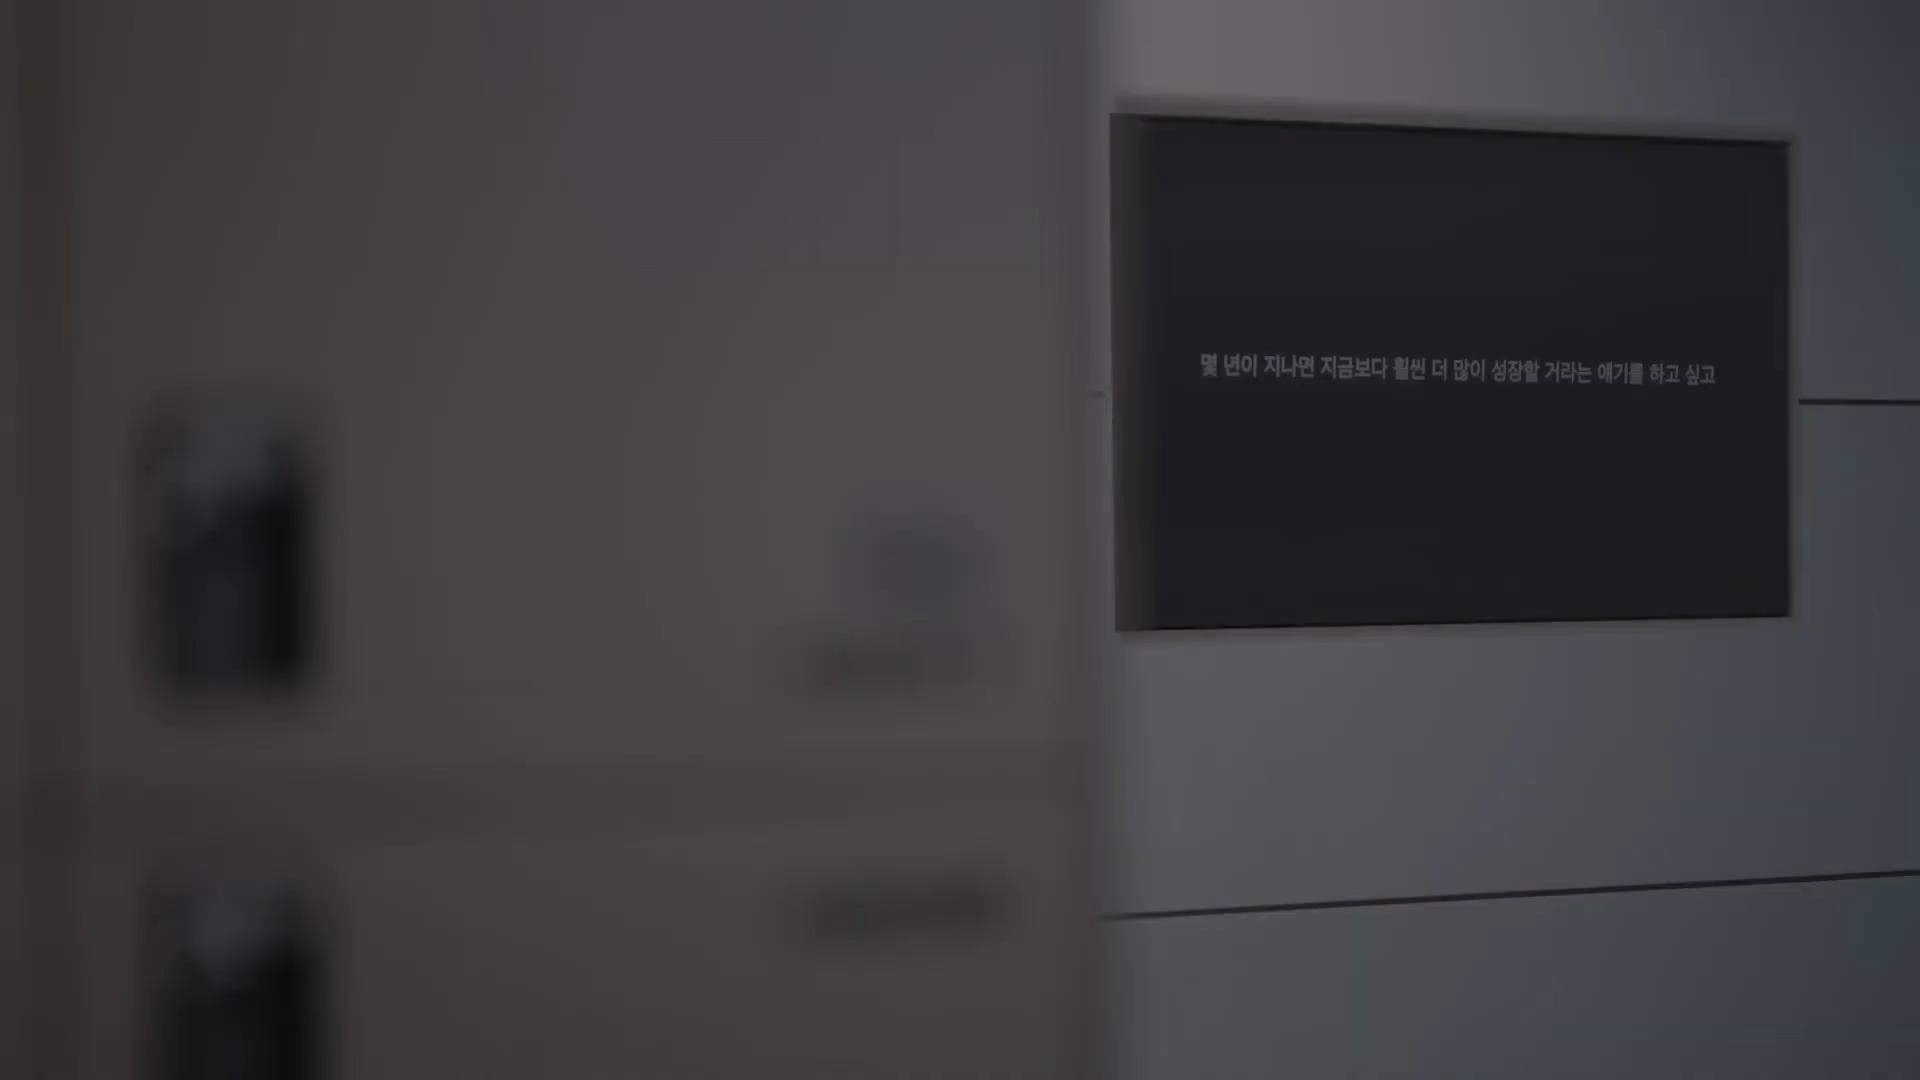 몇 년이 지나면 지금보다 훨씬 더 많이 성장할 거라는 얘기를 하고 싶고